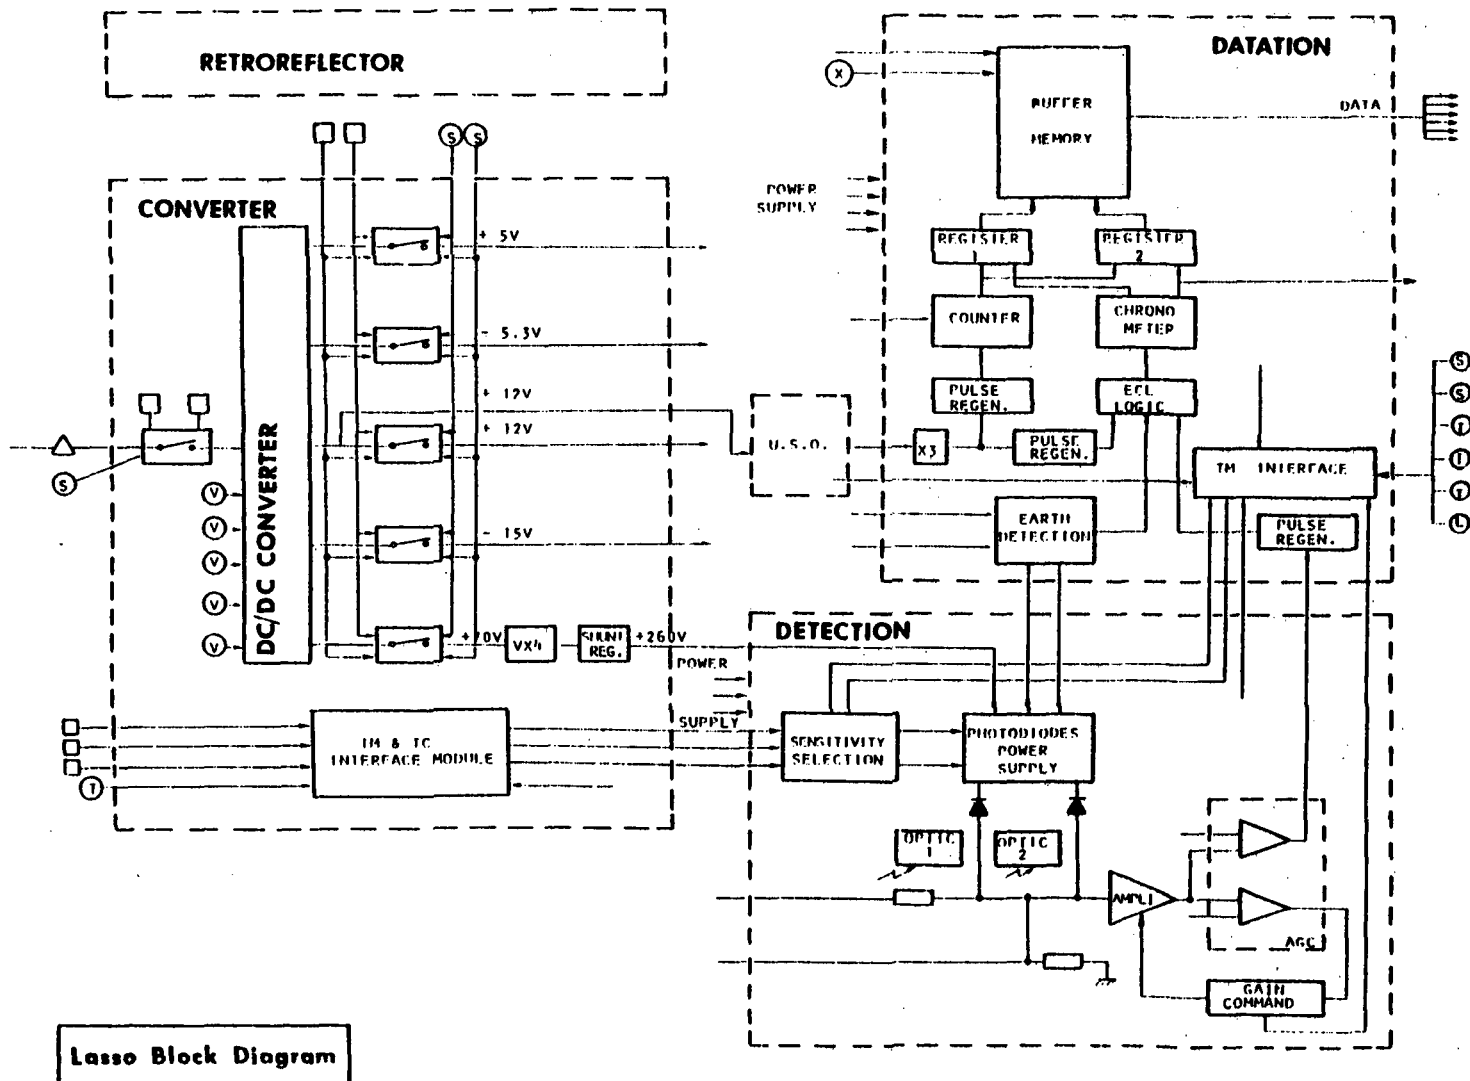 RETROREFLECTOR
DATATION
X
BUFFER
MEMORY
DATA
S S
POWER
SUPPLY
CONVERTER
+ 5V
REGISTER
1
REGISTER
2
COUNTER
CHRONO
METER
- 5.3V
+ 12V
+ 12V
PULSE
REGEN.
ECL
LOGIC
S
S
T
T
T
L
U.S.O.
X3
PULSE
REGEN.
TM INTERFACE
S
DC/DC CONVERTER
V
V
V
V
V
- 15V
EARTH
DETECTION
PULSE
REGEN.
DETECTION
+70V
VX4
SHUNT
REG.
+260V
POWER
SUPPLY
TM & TC
INTERFACE MODULE
T
SENSITIVITY
SELECTION
PHOTODIODES
POWER
SUPPLY
OPTIC
1
OPTIC
2
AMPLI
AGC
GAIN
COMMAND
Lasso Block Diagram